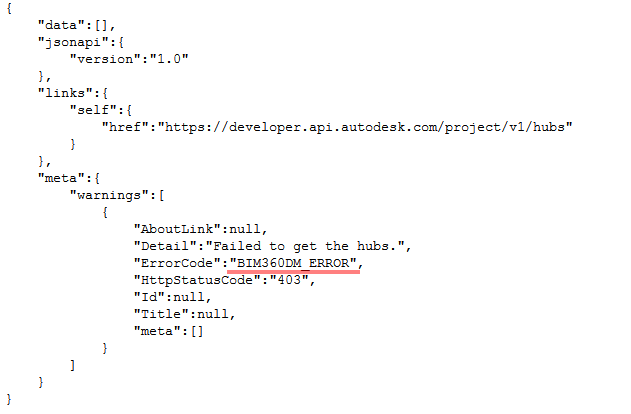 {
"data":[],
"jsonapi":{
"version":"1.0"
},
"links":{
"self":{
"href":"https://developer.api.autodesk.com/project/v1/hubs"
}
},
"meta":{
"warnings":[
{
"AboutLink":null,
"Detail":"Failed to get the hubs.",
"ErrorCode":"BIM360DM_ERROR",
"HttpStatusCode":"403",
"Id":null,
"Title":null,
"meta":[]
}
]
}
}